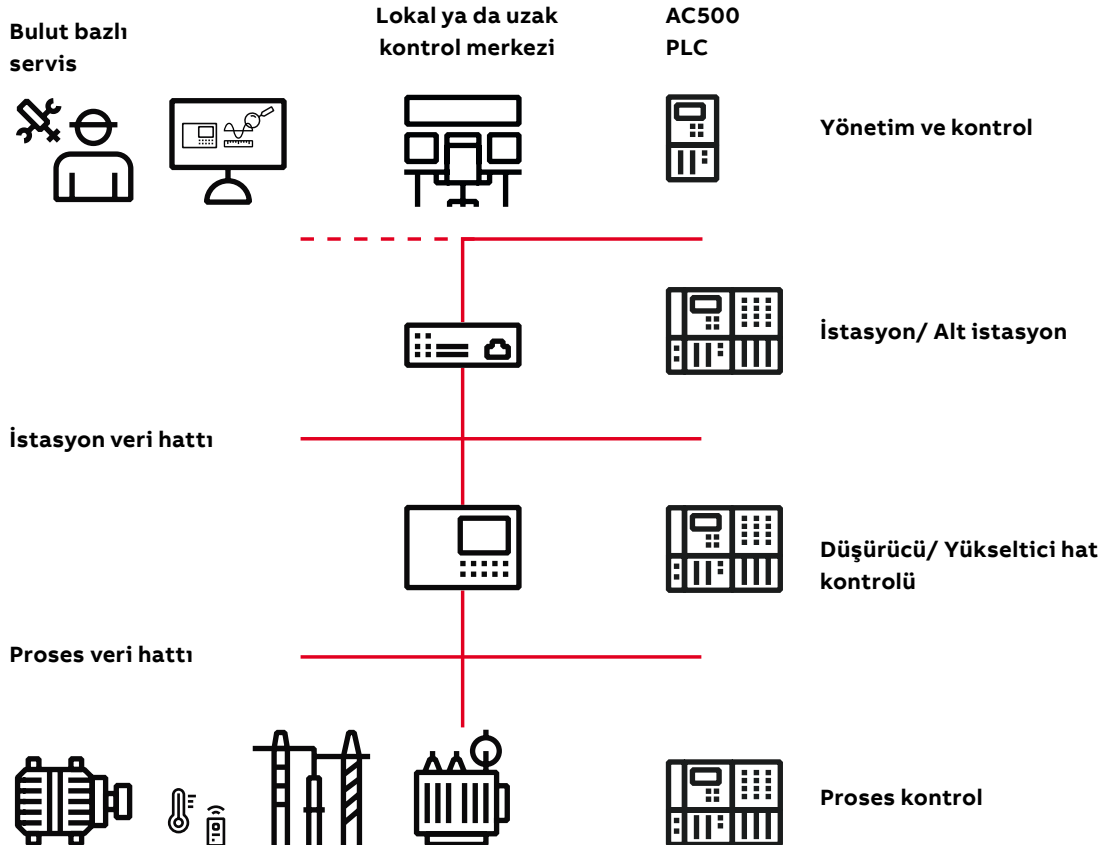 Bulut bazlı
servis
Lokal ya da uzak
kontrol merkezi
AC500
PLC
Yönetim ve kontrol
İstasyon/ Alt istasyon
İstasyon veri hattı
Düşürücü/ Yükseltici hat
kontrolü
Proses veri hattı
Proses kontrol